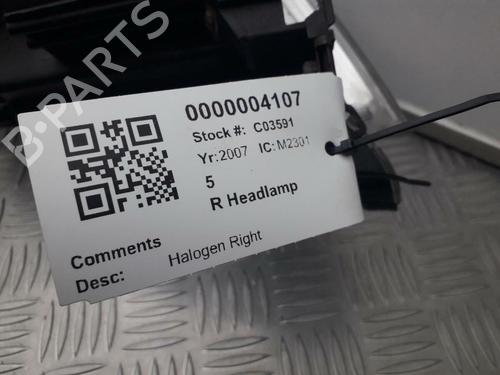 B-PARTS
0000004107
Stock #: C03591
Yr:2007 IC:M2301
5
R Headlamp
Comments
Desc: Halogen Right